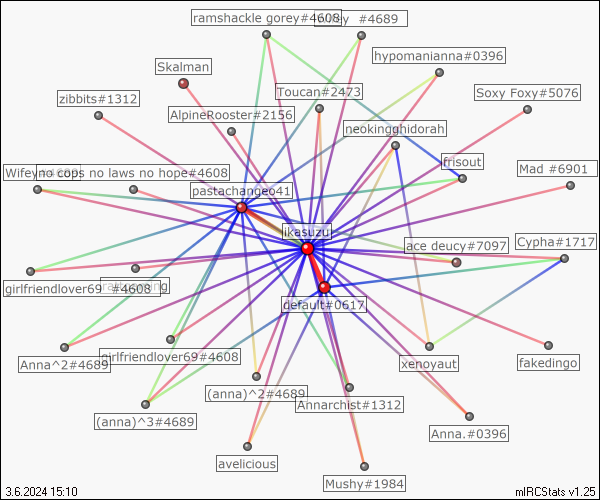 ramshackle gorey#4608
#4689
hypomanianna#0396
Skalman
Toucan#2473
Soxy Foxy#5076
zibbits#1312
AlpineRooster#2156
neokingghidorah
frisout
Mad #6901
Wifey
no cops no laws no hope#4608
pastachangeo41
ikasuzu
Cypha#1717
ace deucy#7097
girlfriendlover69 #4608
default#0617
Anna^2#4689
girlfriendlover69#4608
xenoyaut
fakedingo
(anna)^2#4689
Annarchist#1312
(anna)^3#4689
Anna.#0396
avelicious
Mushy#1984
3.6.2024 15:10
mIRCStats v1.25